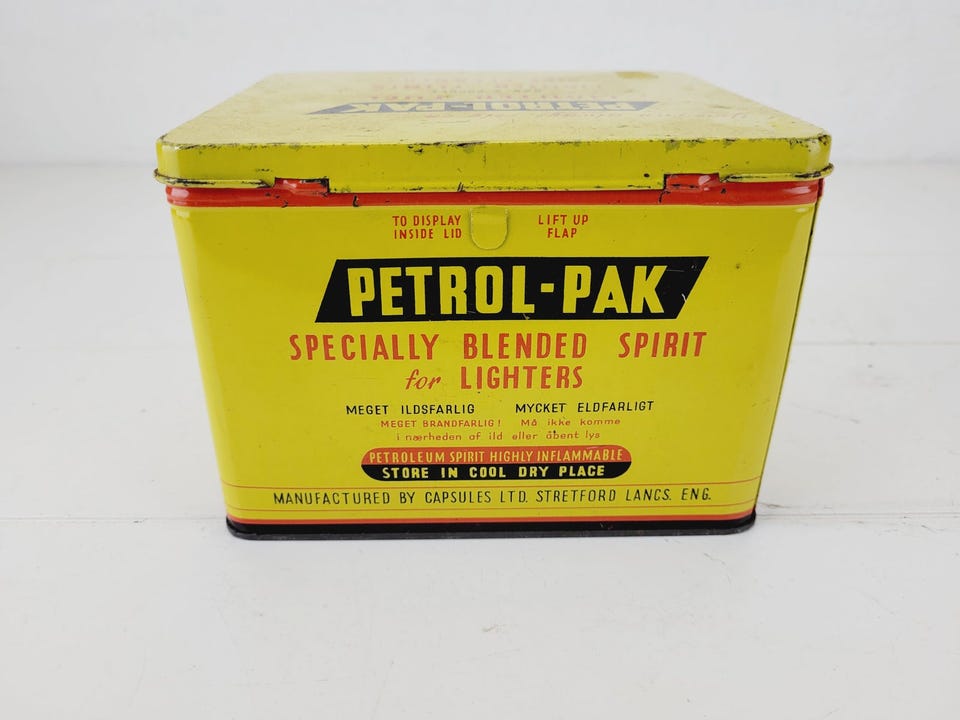 PETROL-PAK
TO DISPLAY LIFT UP
INSIDE LID FLAP
PETROL-PAK
SPECIALLY BLENDED SPIRIT
for LIGHTERS
MEGET ILDSFARLIG MYCKET ELDFARLIGT
MEGET BRANDFARLIG! Må ikke komme
i nærheden af ild eller åbent lys
PETROLEUM SPIRIT HIGHLY INFLAMMABLE
STORE IN COOL DRY PLACE
MANUFACTURED BY CAPSULES LTD. STRETFORD LANCS. ENG.